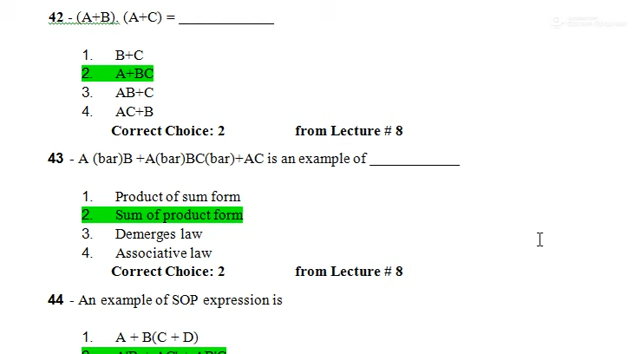 42 - (A+B). (A+C) = ____________
1. B+C
2. A+BC
3. AB+C
4. AC+B
Correct Choice: 2 from Lecture # 8
43 - A (bar)B +A(bar)BC(bar)+AC is an example of ____________
1. Product of sum form
2. Sum of product form
3. Demerges law
4. Associative law
Correct Choice: 2 from Lecture # 8
44 - An example of SOP expression is
1. A + B(C + D)
2.